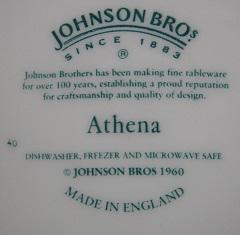 JOHNSON BROS
SINCE 1883
®
Johnson Brothers has been making fine tableware
for over 100 years, establishing a proud reputation
for craftsmanship and quality of design.
Athena
40
DISHWASHER, FREEZER AND MICROWAVE SAFE
© JOHNSON BROS 1960
MADE IN ENGLAND